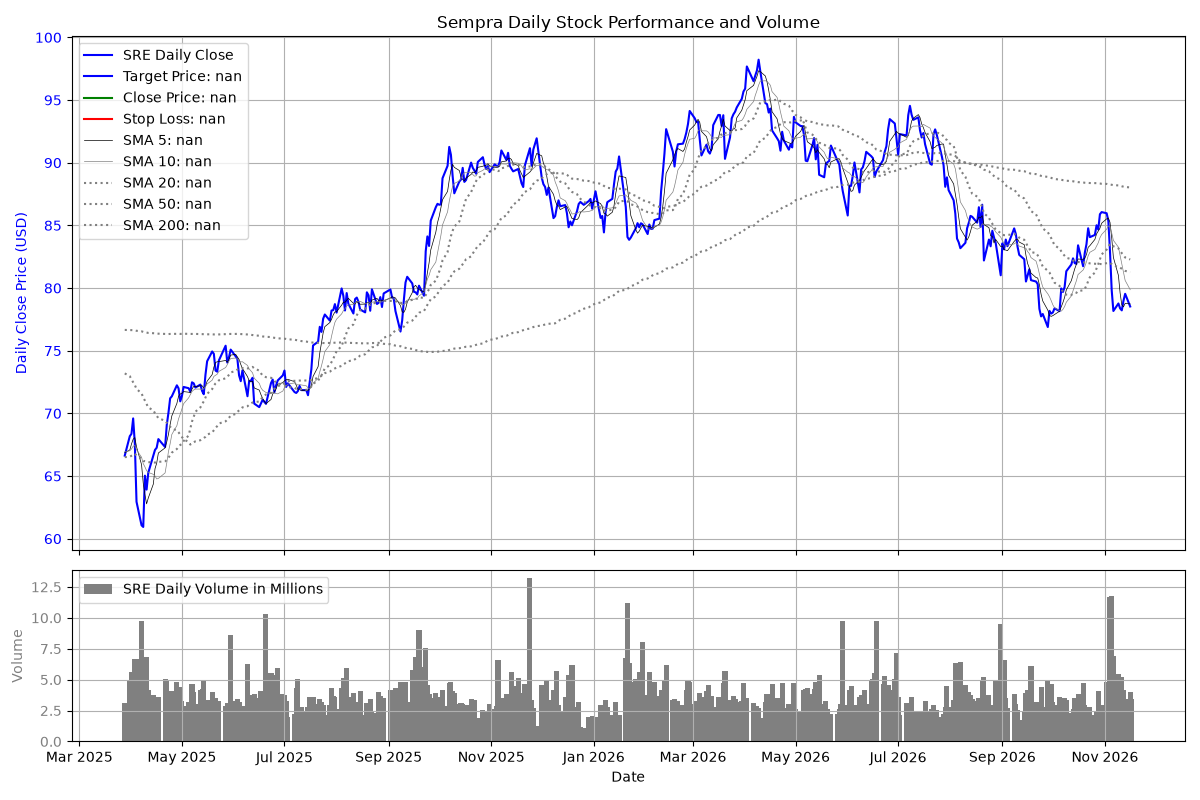 Sempra Daily Stock Performance and Volume
Daily Close Price (USD)
100
95
90
85
80
75
70
65
60
SRE Daily Close
Target Price: nan
Close Price: nan
Stop Loss: nan
SMA 5: nan
SMA 10: nan
SMA 20: nan
SMA 50: nan
SMA 200: nan
Volume
12.5
10.0
7.5
5.0
2.5
0.0
SRE Daily Volume in Millions
Mar 2025 May 2025 Jul 2025 Sep 2025 Nov 2025 Jan 2026 Mar 2026 May 2026 Jul 2026 Sep 2026 Nov 2026
Date